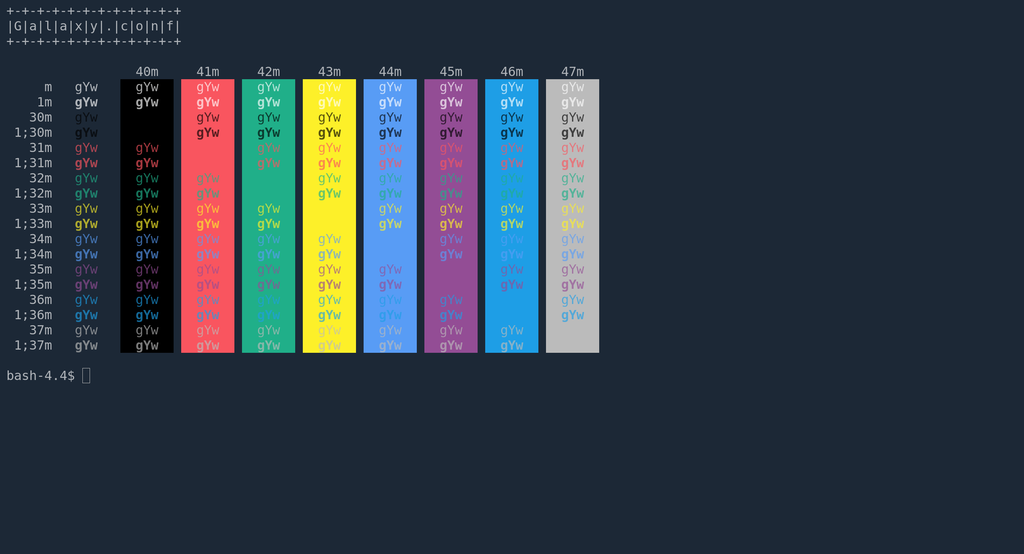 +-+-+-+-+-+-+-+-+-+-+-+
|G|a|l|a|x|y|.|c|o|n|f|
+-+-+-+-+-+-+-+-+-+-+-+
40m 41m 42m 43m 44m 45m 46m 47m
m gYw gYw gYw gYw gYw gYw gYw gYw gYw
1m gYw gYw gYw gYw gYw gYw gYw gYw gYw
30m gYw gYw gYw gYw gYw gYw gYw gYw
1;30m gYw gYw gYw gYw gYw gYw gYw gYw
31m gYw gYw gYw gYw gYw gYw gYw gYw
1;31m gYw gYw gYw gYw gYw gYw gYw gYw
32m gYw gYw gYw gYw gYw gYw gYw gYw
1;32m gYw gYw gYw gYw gYw gYw gYw gYw
33m gYw gYw gYw gYw gYw gYw gYw gYw
1;33m gYw gYw gYw gYw gYw gYw gYw gYw
34m gYw gYw gYw gYw gYw gYw gYw gYw
1;34m gYw gYw gYw gYw gYw gYw gYw gYw
35m gYw gYw gYw gYw gYw gYw gYw gYw
1;35m gYw gYw gYw gYw gYw gYw gYw gYw
36m gYw gYw gYw gYw gYw gYw gYw gYw
1;36m gYw gYw gYw gYw gYw gYw gYw gYw
37m gYw gYw gYw gYw gYw gYw gYw gYw
1;37m gYw gYw gYw gYw gYw gYw gYw gYw
bash-4.4$